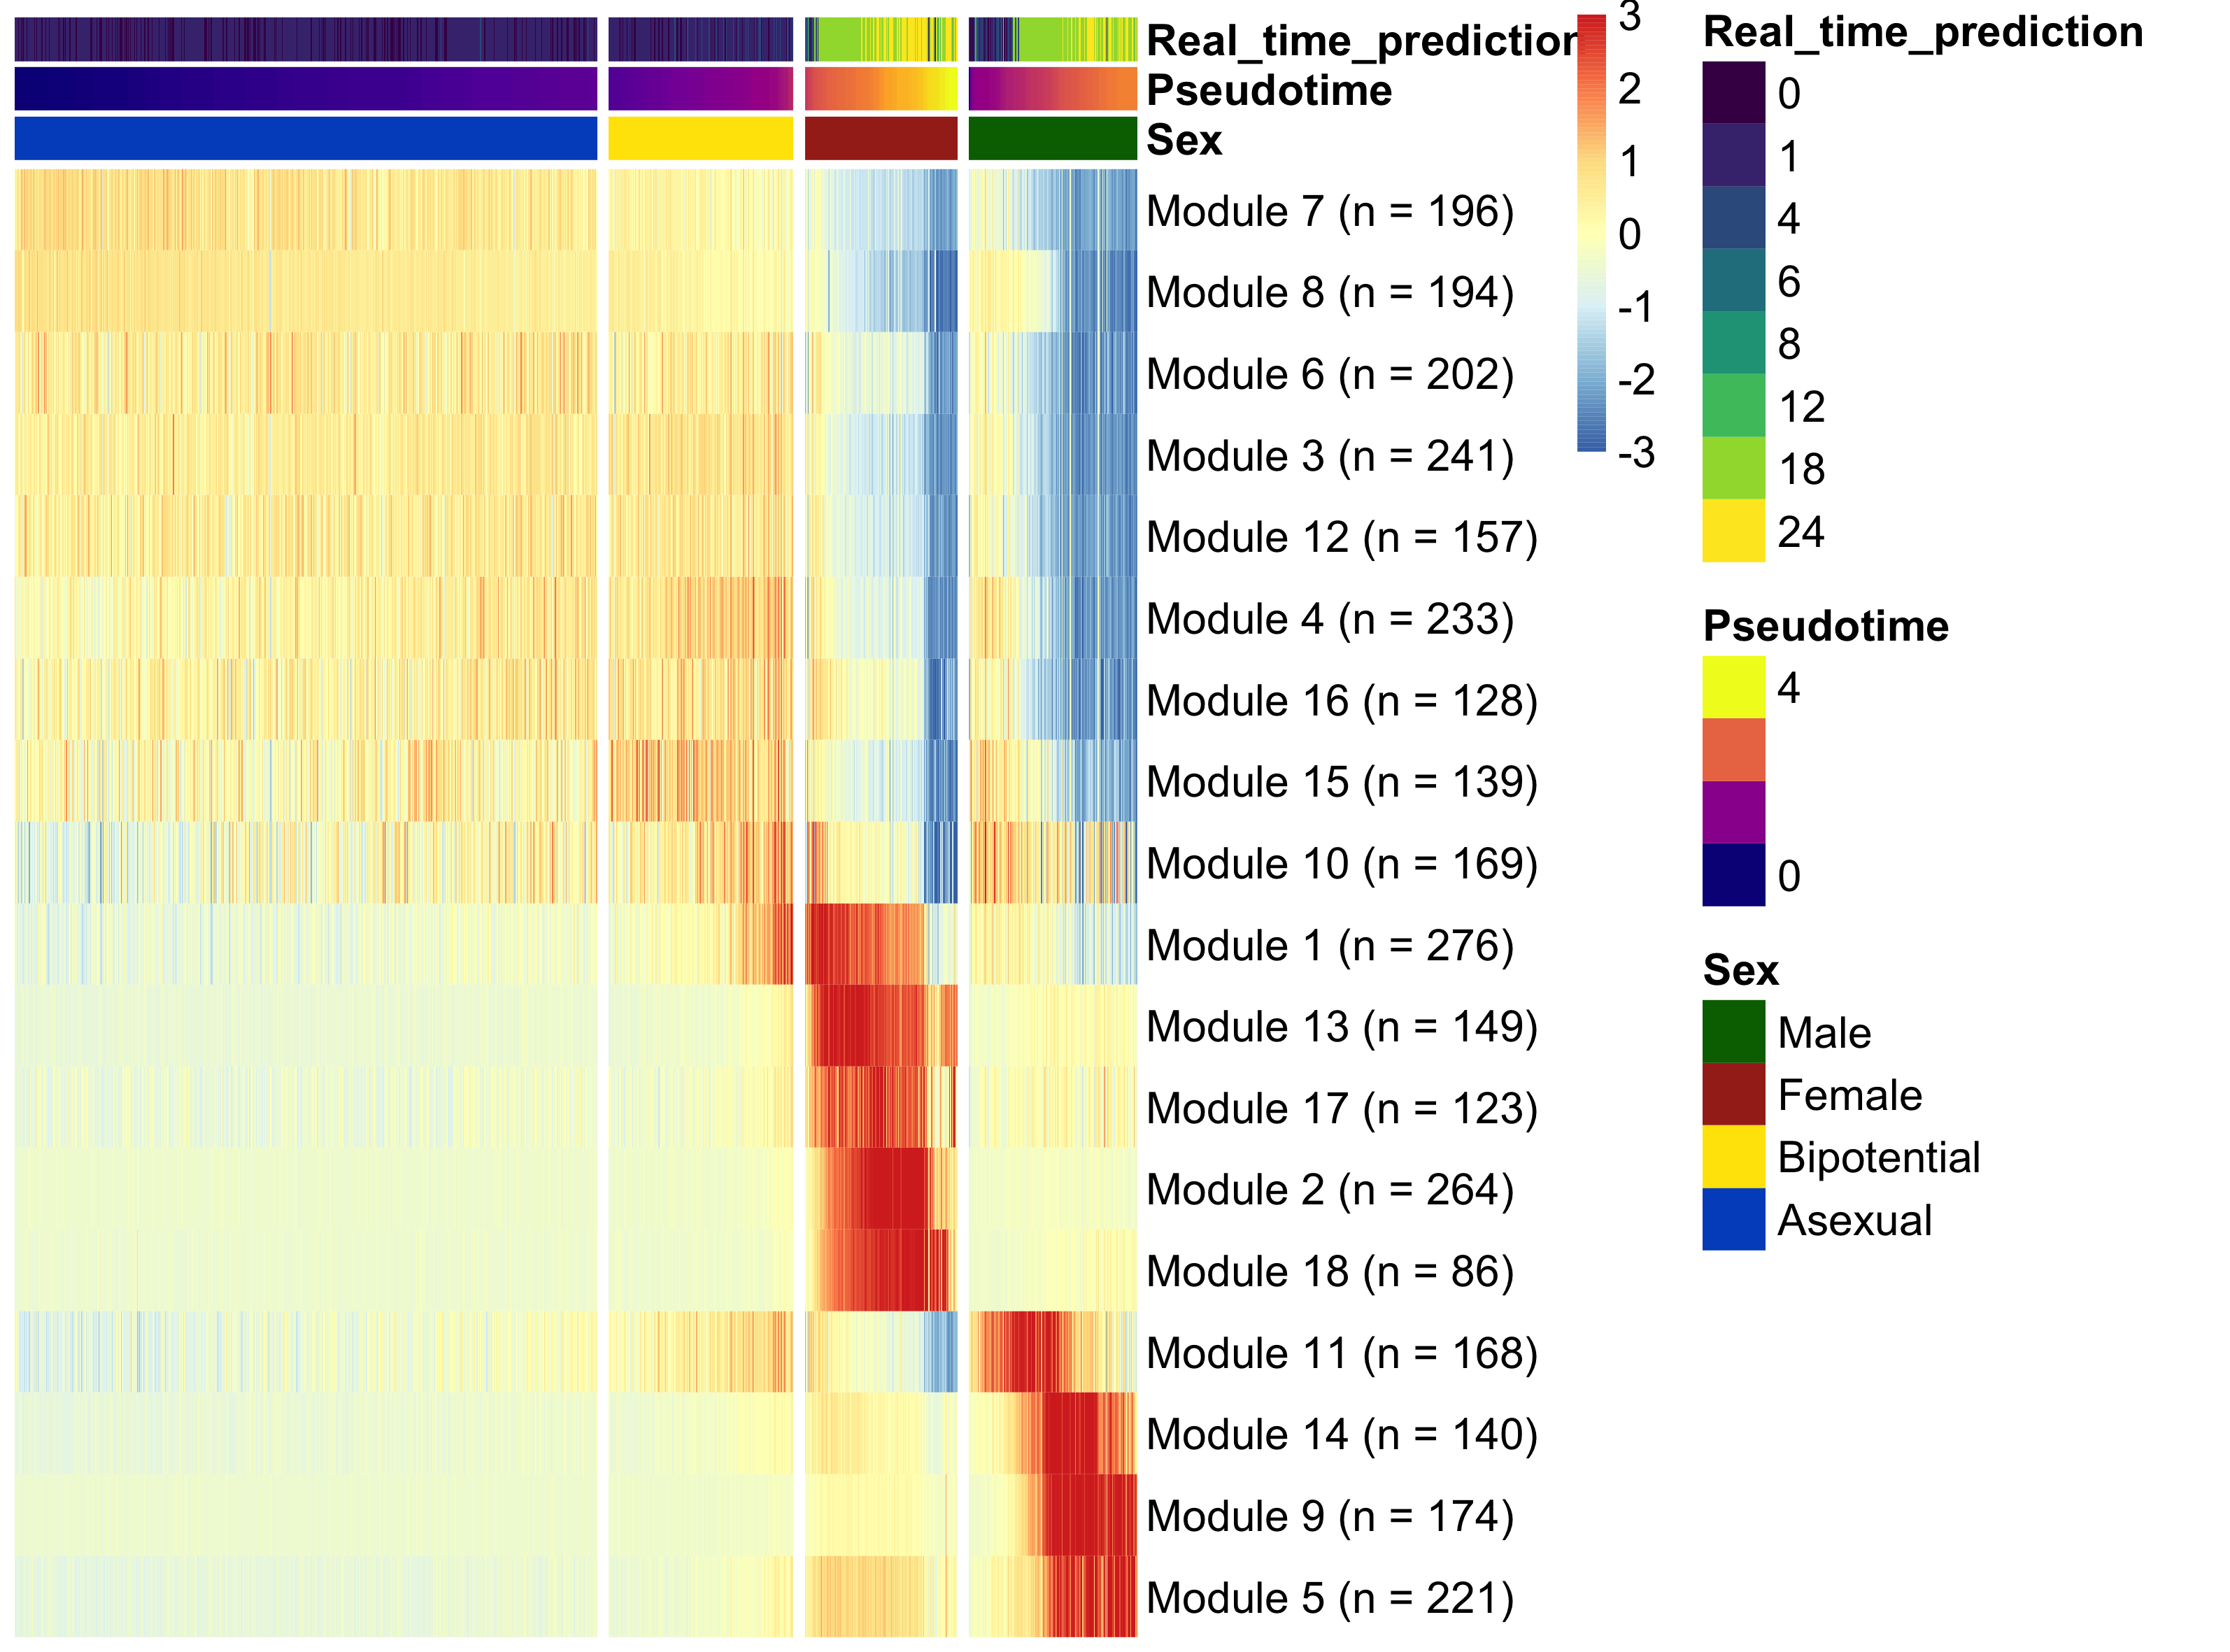 Real_time_prediction
Pseudotime
Sex
Module 7 (n = 196)
Module 8 (n = 194)
Module 6 (n = 202)
Module 3 (n = 241)
Module 12 (n = 157)
Module 4 (n = 233)
Module 16 (n = 128)
Module 15 (n = 139)
Module 10 (n = 169)
Module 1 (n = 276)
Module 13 (n = 149)
Module 17 (n = 123)
Module 2 (n = 264)
Module 18 (n = 86)
Module 11 (n = 168)
Module 14 (n = 140)
Module 9 (n = 174)
Module 5 (n = 221)
3
2
1
0
-1
-2
-3
Real_time_prediction
0
1
4
6
8
12
18
24
Pseudotime
4
0
Sex
Male
Female
Bipotential
Asexual